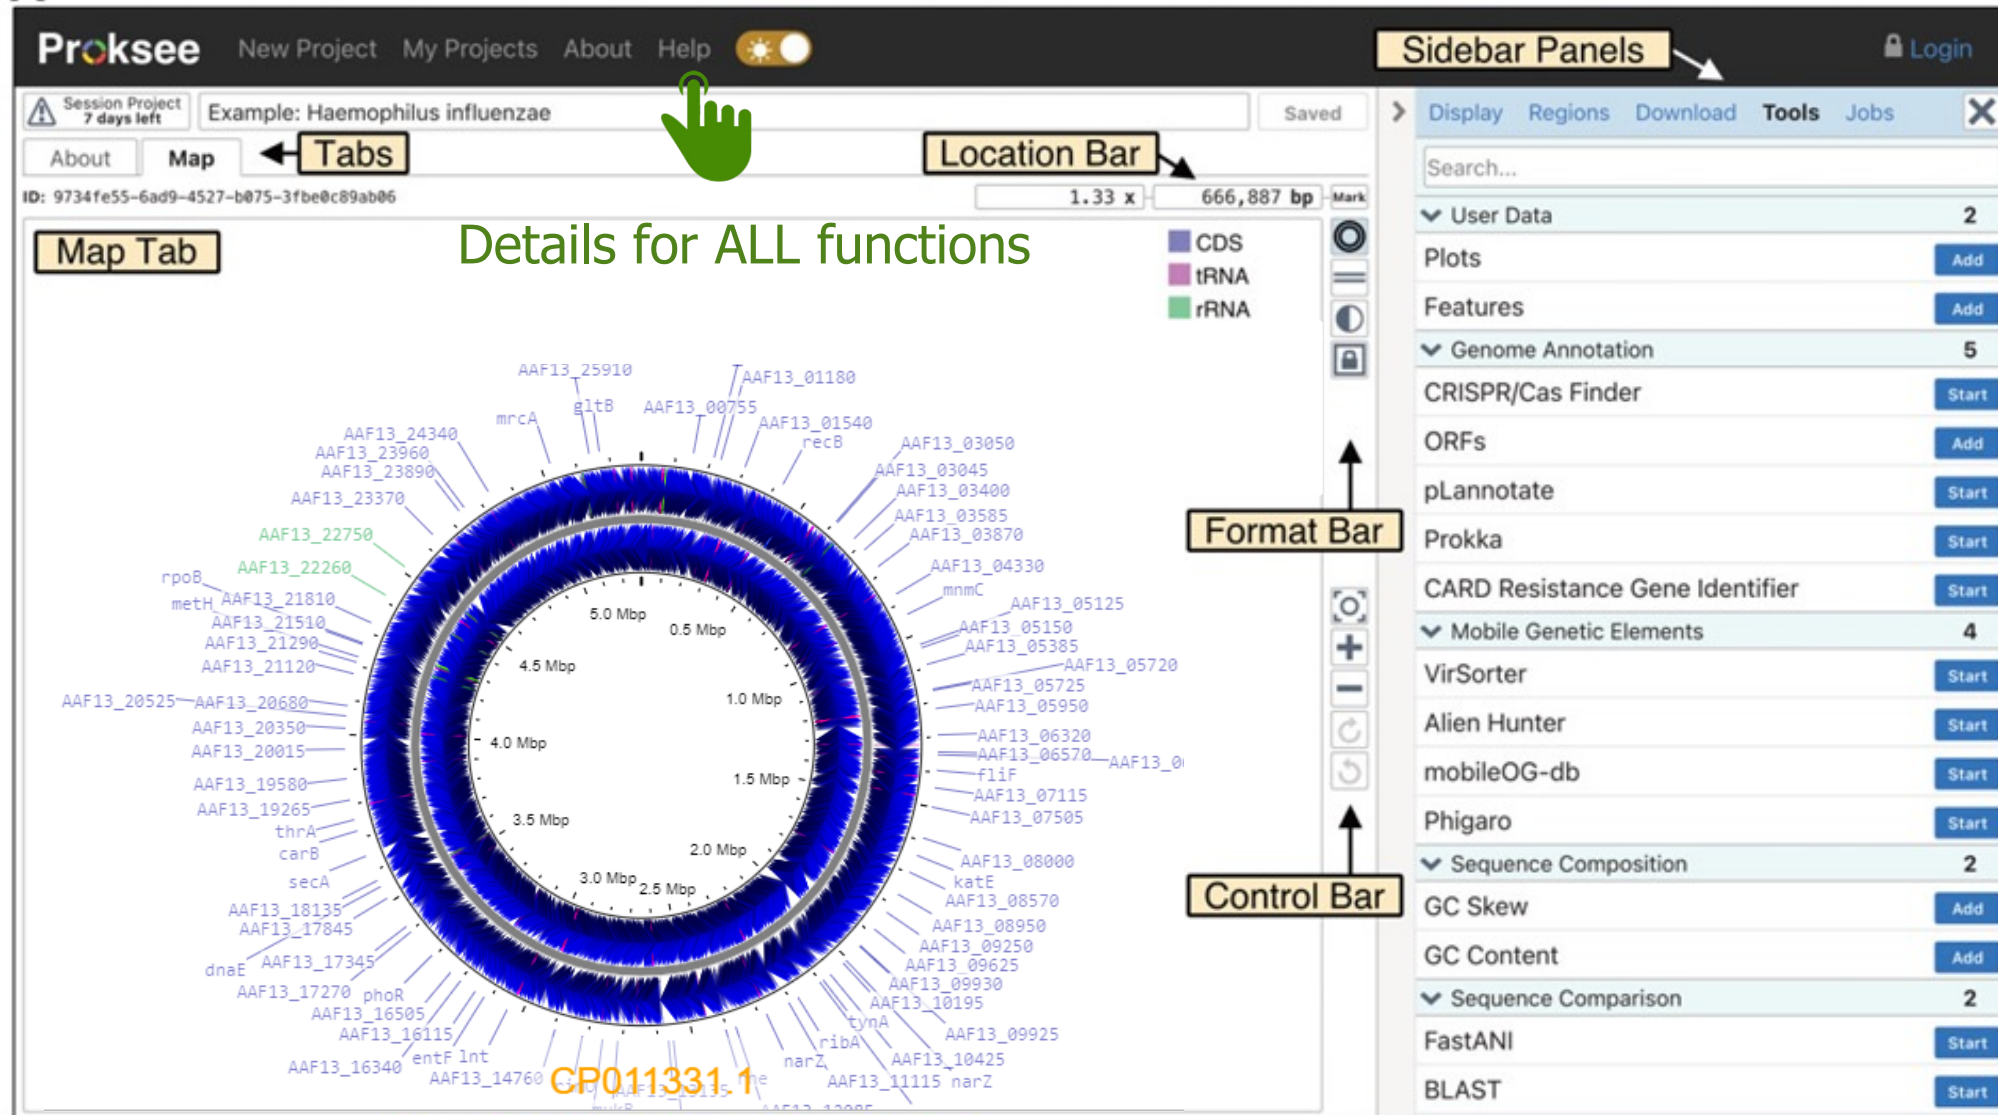 Proksee New Project My Projects About Help
Sidebar Panels
Login
Session Project
7 days left
Example: Haemophilus influenzae
Saved
Display Regions Download Tools Jobs
About Map
Tabs
Location Bar
Search...
ID: 9734fe55-6ad9-4527-b075-3fbe0c89ab06
1.33 x
666,887 bp
Mark
Map Tab
Details for ALL functions
CDS
tRNA
rRNA
User Data 2
Plots Add
Features Add
Genome Annotation 5
CRISPR/Cas Finder Start
ORFs Add
pLannotate Start
Prokka Start
CARD Resistance Gene Identifier Start
Mobile Genetic Elements 4
VirSorter Start
Alien Hunter Start
mobileOG-db Start
Phigaro Start
Sequence Composition 2
GC Skew Add
GC Content Add
Sequence Comparison 2
FastANI Start
BLAST Start
Format Bar
Control Bar
AAF13_25910
AAF13_01180
gltB
AAF13_00755
mrcA
AAF13_01540
recB
AAF13_24340
AAF13_23960
AAF13_23890
AAF13_23370
AAF13_22750
AAF13_22260
rpoB
metH
AAF13_21810
AAF13_21510
AAF13_21290
AAF13_21120
AAF13_20525
AAF13_20680
AAF13_20350
AAF13_20015
AAF13_19580
AAF13_19265
thrA
carB
secA
AAF13_18135
AAF13_17845
dnaE
AAF13_17345
AAF13_17270
phoR
AAF13_16505
AAF13_16115
AAF13_16340
entF
lnt
AAF13_14760
AAF13_03050
AAF13_03045
AAF13_03400
AAF13_03585
AAF13_03870
AAF13_04330
mnmC
AAF13_05125
AAF13_05150
AAF13_05385
AAF13_05720
AAF13_05725
AAF13_05950
AAF13_06320
AAF13_06570
fliF
AAF13_07115
AAF13_07505
AAF13_08000
katE
AAF13_08570
AAF13_08950
AAF13_09250
AAF13_09625
AAF13_09930
AAF13_10195
tynA
AAF13_09925
ribA
AAF13_10425
narZ
AAF13_11115
narZ
5.0 Mbp
0.5 Mbp
4.5 Mbp
1.0 Mbp
4.0 Mbp
1.5 Mbp
3.5 Mbp
2.0 Mbp
3.0 Mbp
2.5 Mbp
CP011331.1